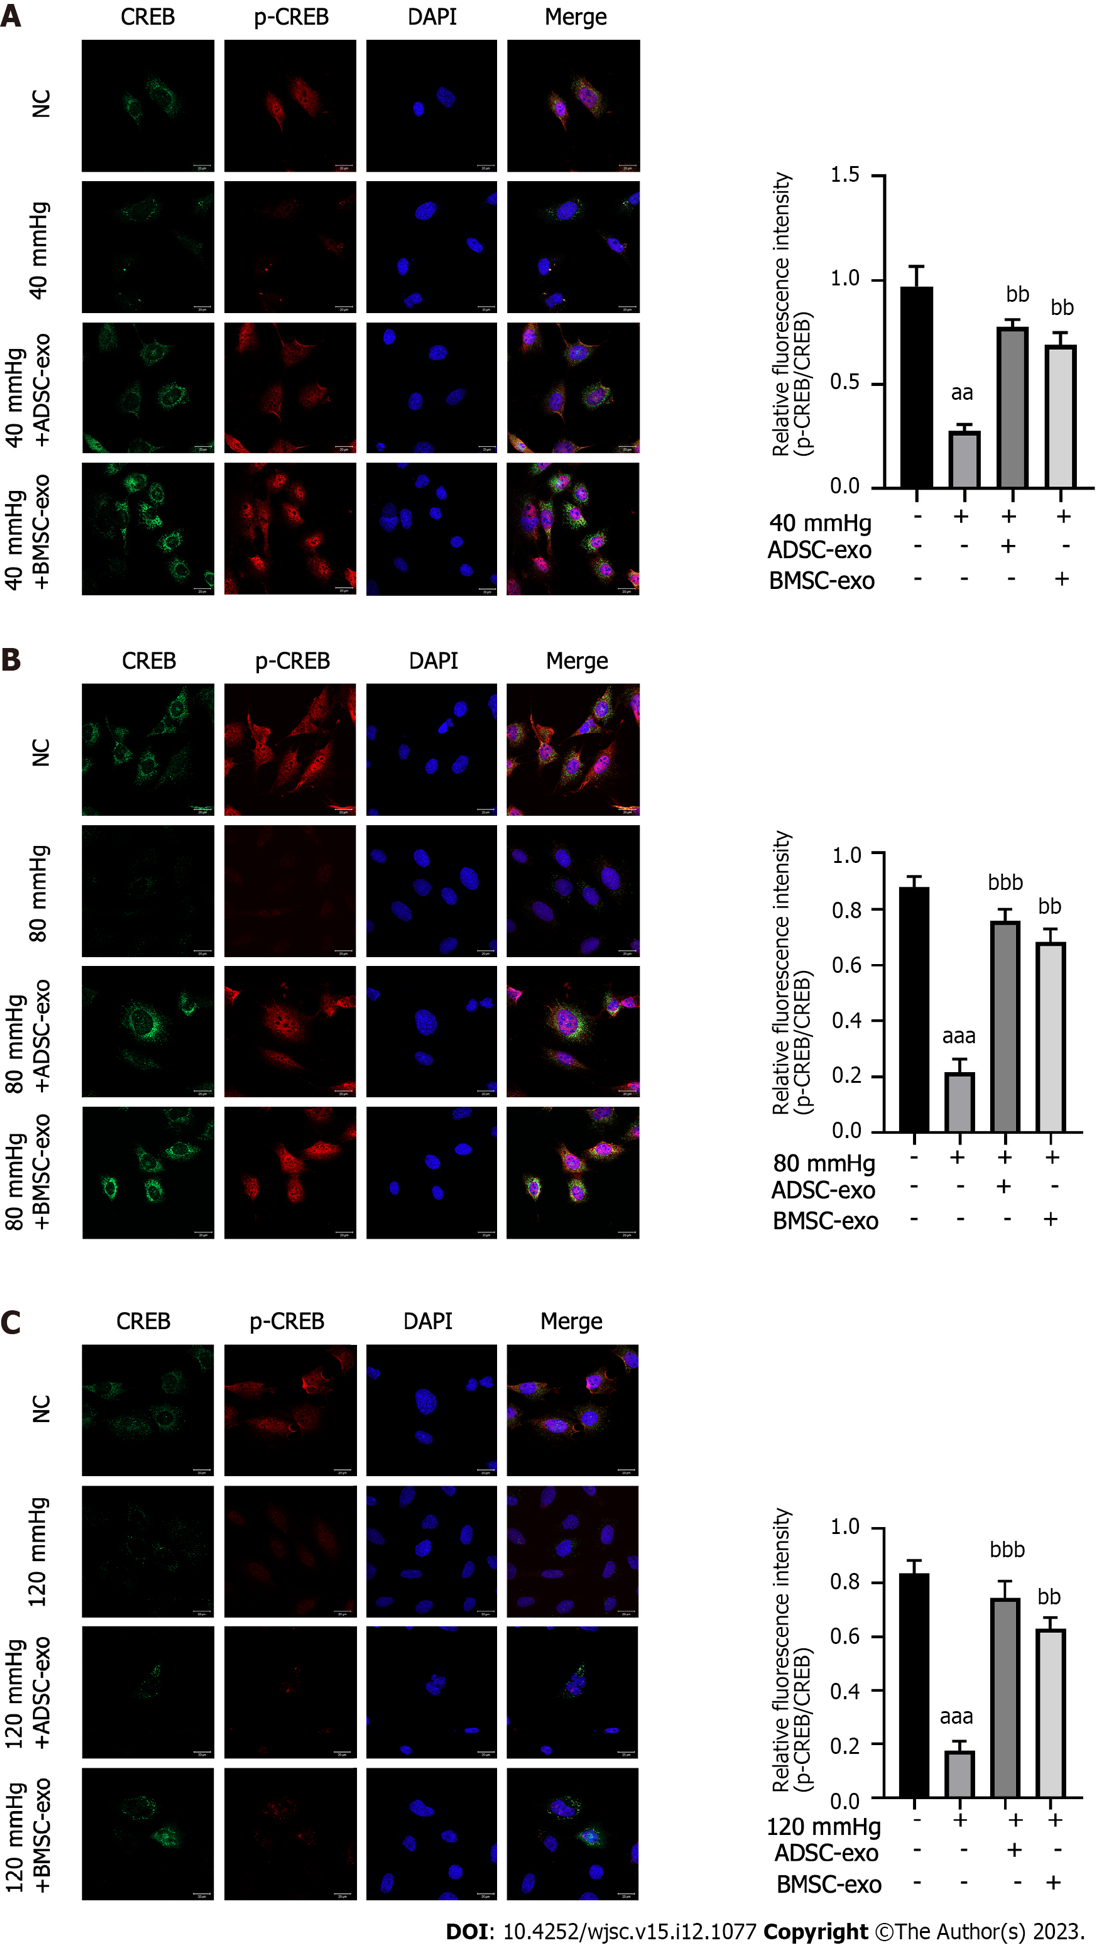 A
CREB p-CREB DAPI Merge
NC
40 mmHg
40 mmHg
+ADSC-exo
40 mmHg
+BMSC-exo
Relative fluorescence intensity
(p-CREB/CREB)
1.5
1.0
0.5
0.0
aa
bb
bb
40 mmHg - + + +
ADSC-exo - - + -
BMSC-exo - - - +
B
CREB p-CREB DAPI Merge
NC
80 mmHg
80 mmHg
+ADSC-exo
80 mmHg
+BMSC-exo
Relative fluorescence intensity
(p-CREB/CREB)
1.0
0.8
0.6
0.4
0.2
0.0
aaa
bbb
bb
80 mmHg - + + +
ADSC-exo - - + -
BMSC-exo - - - +
C
CREB p-CREB DAPI Merge
NC
120 mmHg
120 mmHg
+ADSC-exo
120 mmHg
+BMSC-exo
Relative fluorescence intensity
(p-CREB/CREB)
1.0
0.8
0.6
0.4
0.2
0.0
aaa
bbb
bb
120 mmHg - + + +
ADSC-exo - - + -
BMSC-exo - - - +
DOI: 10.4252/wjsc.v15.i12.1077 Copyright ©The Author(s) 2023.